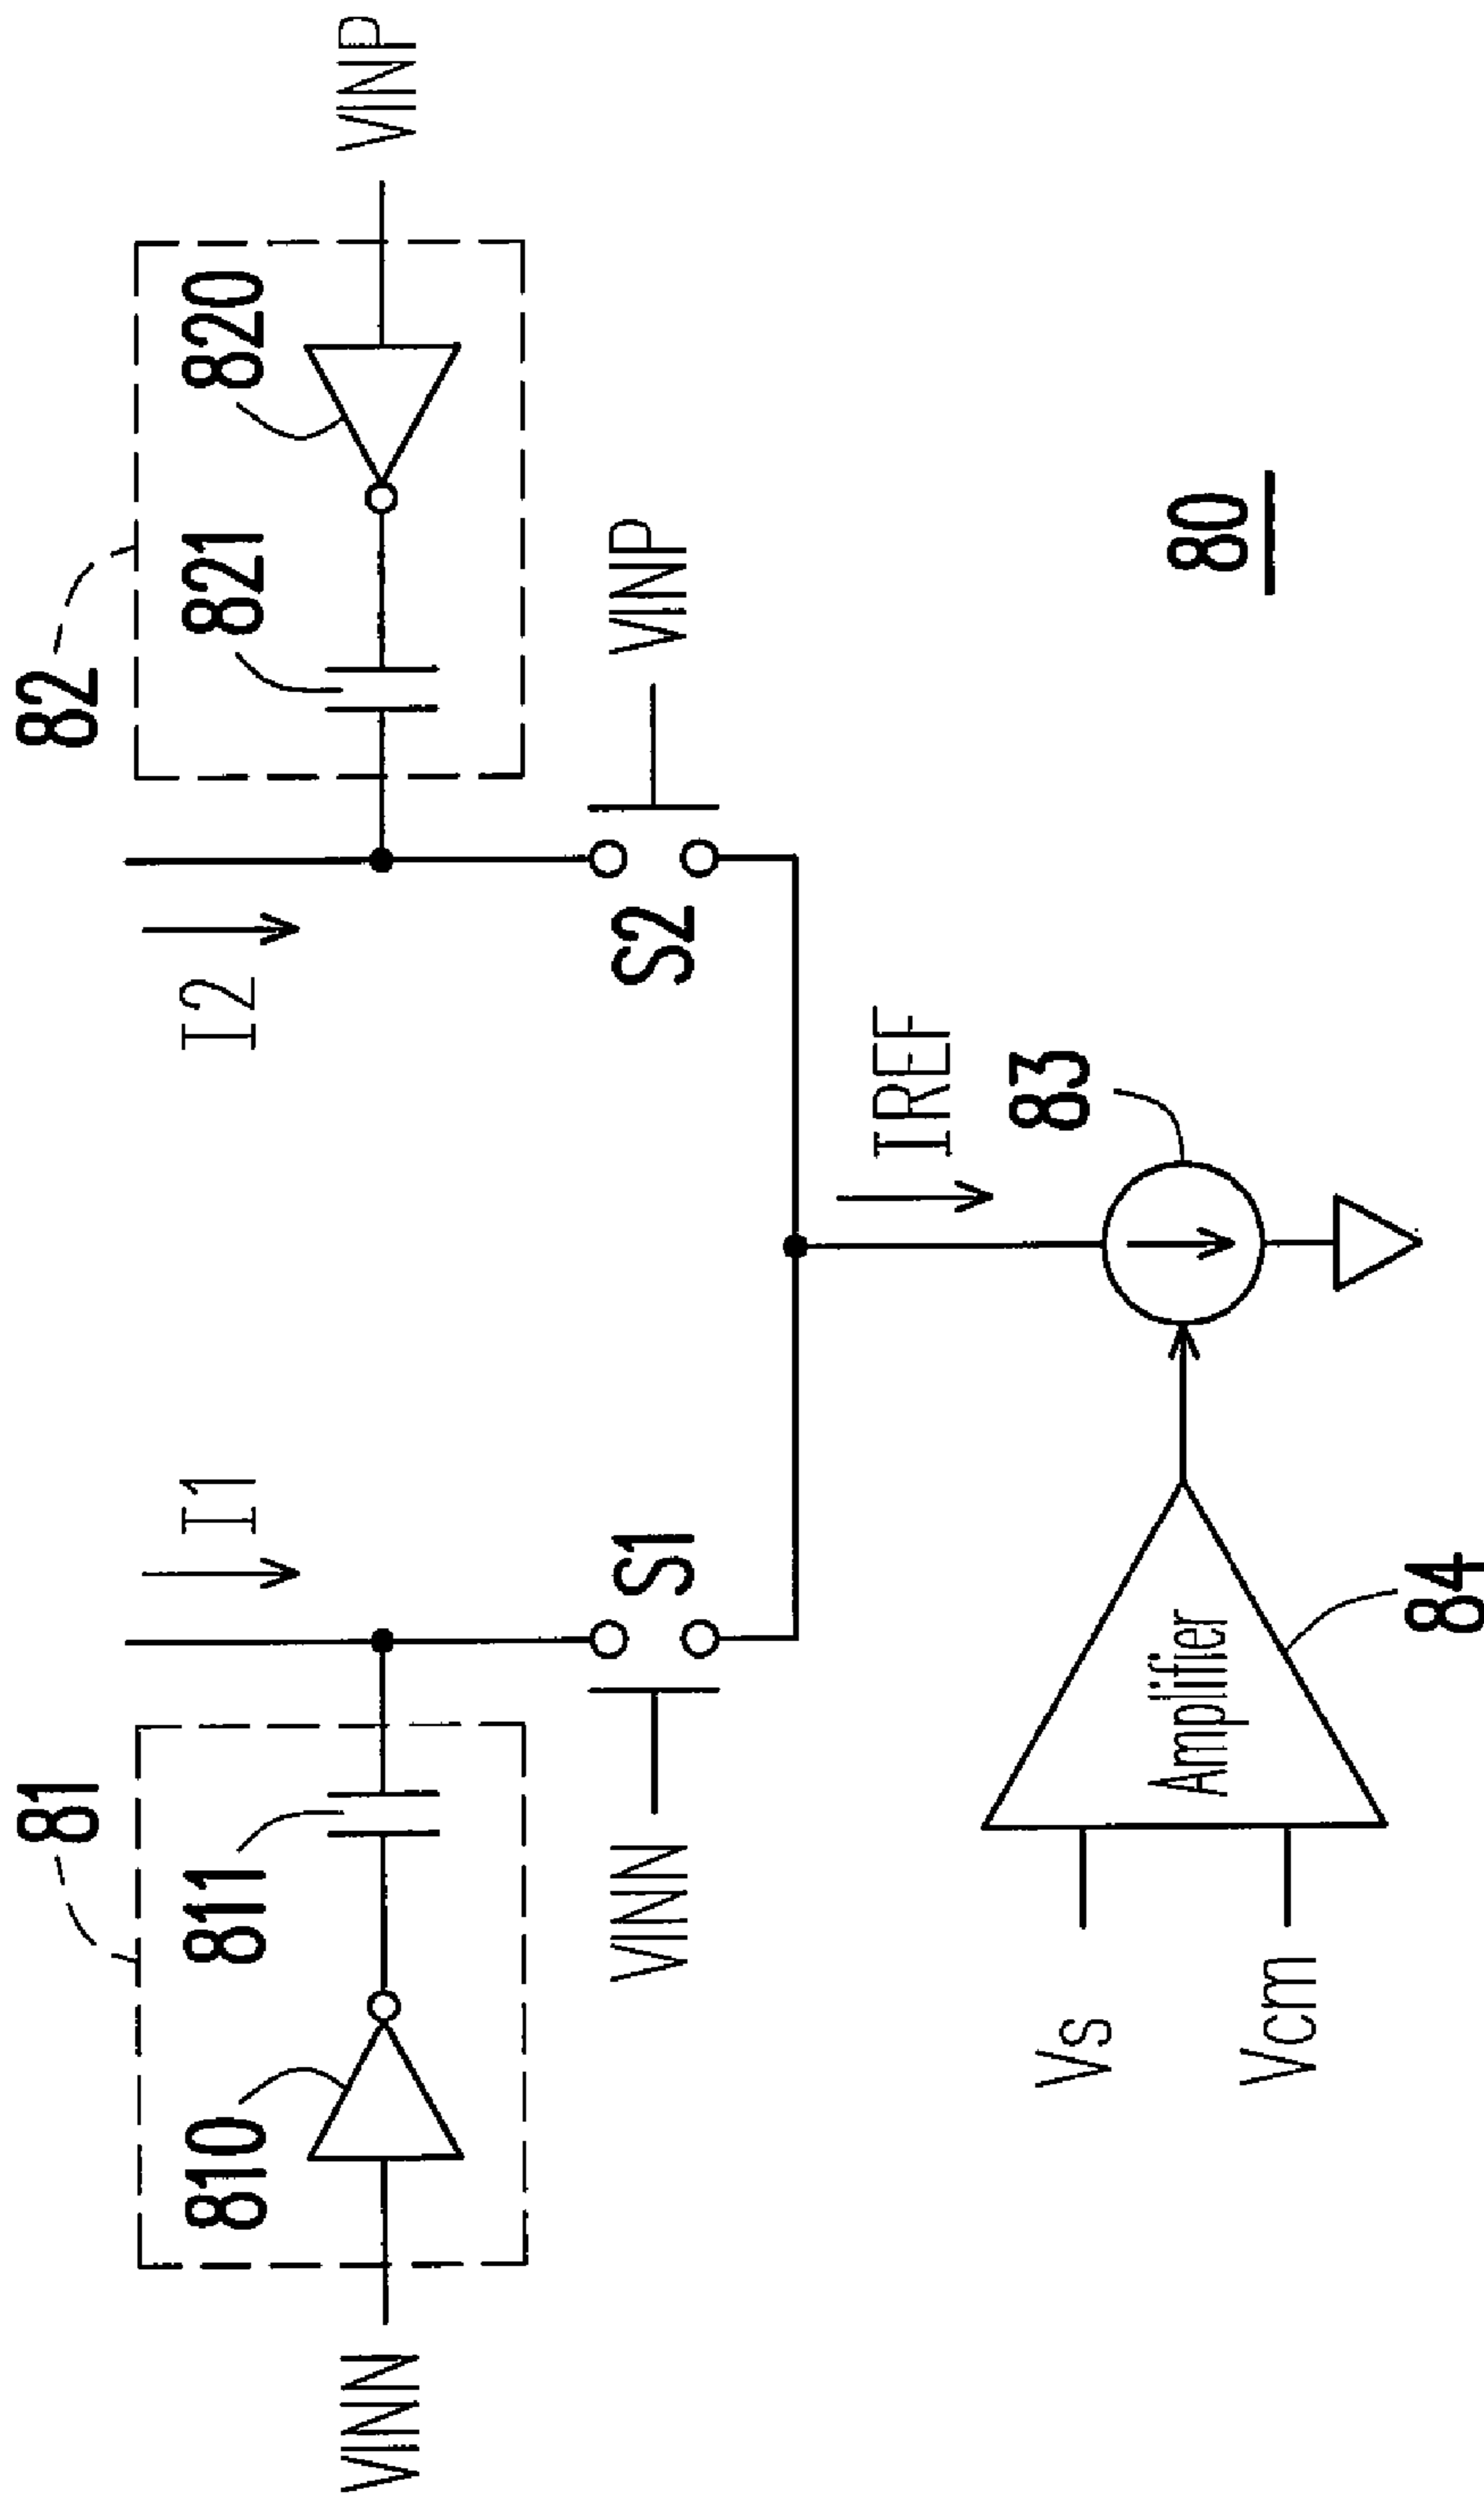 81
82
VINN
810
811
I1
I2
821
820
VINP
VINN
S1
S2
VINP
IREF
83
Vs
Vcm
Amplifier
84
80